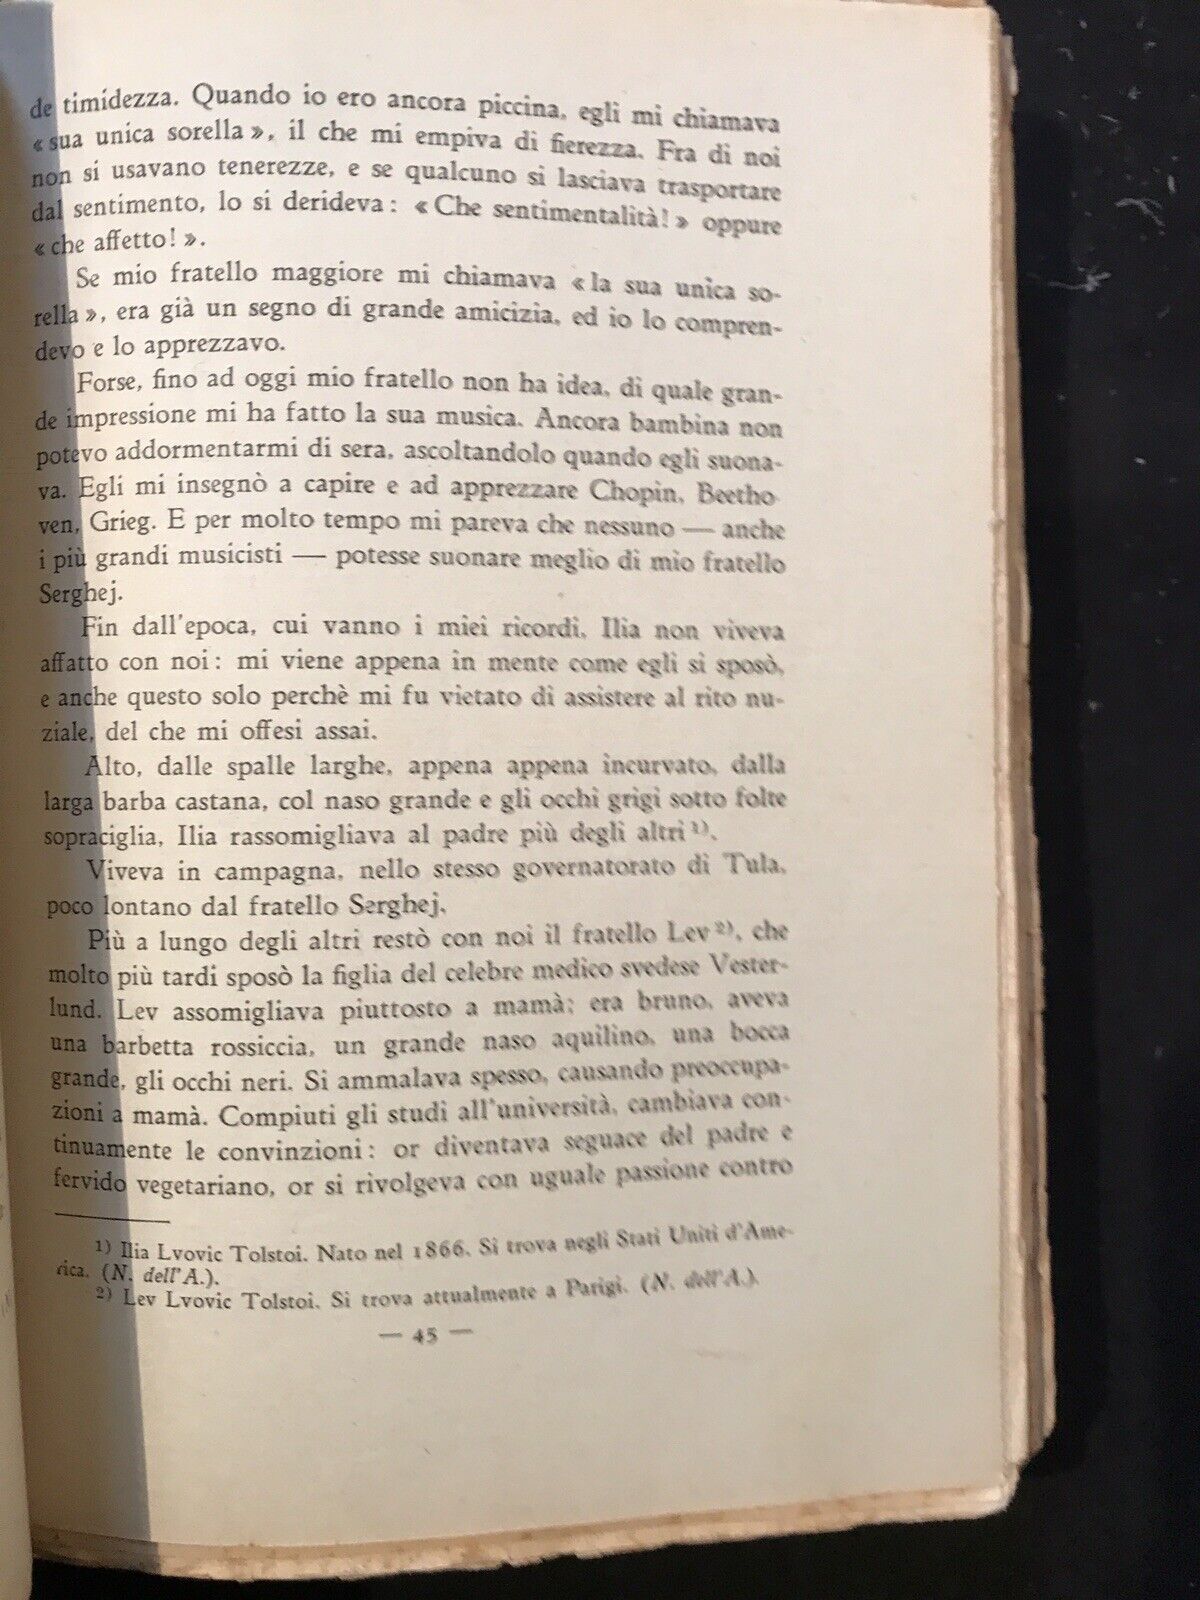 de timidezza. Quando io ero ancora piccina, egli mi chiamava
« sua unica sorella », il che mi empiva di fierezza. Fra di noi
non si usavano tenerezze, e se qualcuno si lasciava trasportare
dal sentimento, lo si derideva : « Che sentimentalità! » oppure
« che affetto! ».
Se mio fratello maggiore mi chiamava « la sua unica so-
rella », era già un segno di grande amicizia, ed io lo compren-
devo e lo apprezzavo.
Forse, fino ad oggi mio fratello non ha idea, di quale gran-
de impressione mi ha fatto la sua musica. Ancora bambina non
potevo addormentarmi di sera, ascoltandolo quando egli suona-
va. Egli mi insegnò a capire e ad apprezzare Chopin, Beetho-
ven, Grieg. E per molto tempo mi pareva che nessuno — anche
i più grandi musicisti — potesse suonare meglio di mio fratello
Serghej.
Fin dall'epoca, cui vanno i miei ricordi, Ilia non viveva
affatto con noi : mi viene appena in mente come egli si sposò,
e anche questo solo perchè mi fu vietato di assistere al rito nu-
ziale, del che mi offesi assai.
Alto, dalle spalle larghe, appena appena incurvato, dalla
larga barba castana, col naso grande e gli occhi grigi sotto folte
sopraciglia, Ilia rassomigliava al padre più degli altri ¹).
Viveva in campagna, nello stesso governatorato di Tula,
poco lontano dal fratello Serghej.
Più a lungo degli altri restò con noi il fratello Lev ²), che
molto più tardi sposò la figlia del celebre medico svedese Vester-
lund. Lev assomigliava piuttosto a mamà; era bruno, aveva
una barbetta rossiccia, un grande naso aquilino, una bocca
grande, gli occhi neri. Si ammalava spesso, causando preoccupa-
zioni a mamà. Compiuti gli studi all'università, cambiava con-
tinuamente le convinzioni : or diventava seguace del padre e
fervido vegetariano, or si rivolgeva con uguale passione contro
¹) Ilia Lvovic Tolstoi. Nato nel 1866. Si trova negli Stati Uniti d'Ame-
rica. (N. dell'A.).
²) Lev Lvovic Tolstoi. Si trova attualmente a Parigi. (N. dell'A.).
— 45 —